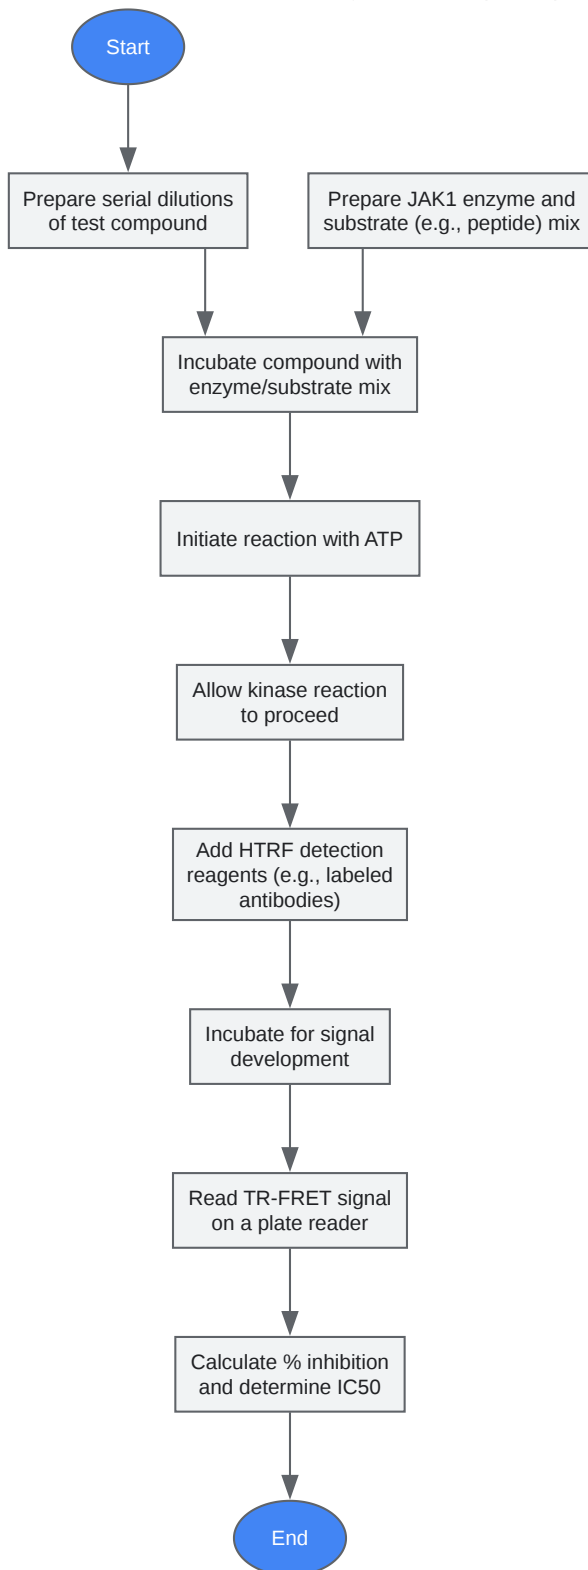 Start
Prepare serial dilutions
of test compound
Prepare JAK1 enzyme and
substrate (e.g., peptide) mix
Incubate compound with
enzyme/substrate mix
Initiate reaction with ATP
Allow kinase reaction
to proceed
Add HTRF detection
reagents (e.g., labeled
antibodies)
Incubate for signal
development
Read TR-FRET signal
on a plate reader
Calculate % inhibition
and determine IC50
End